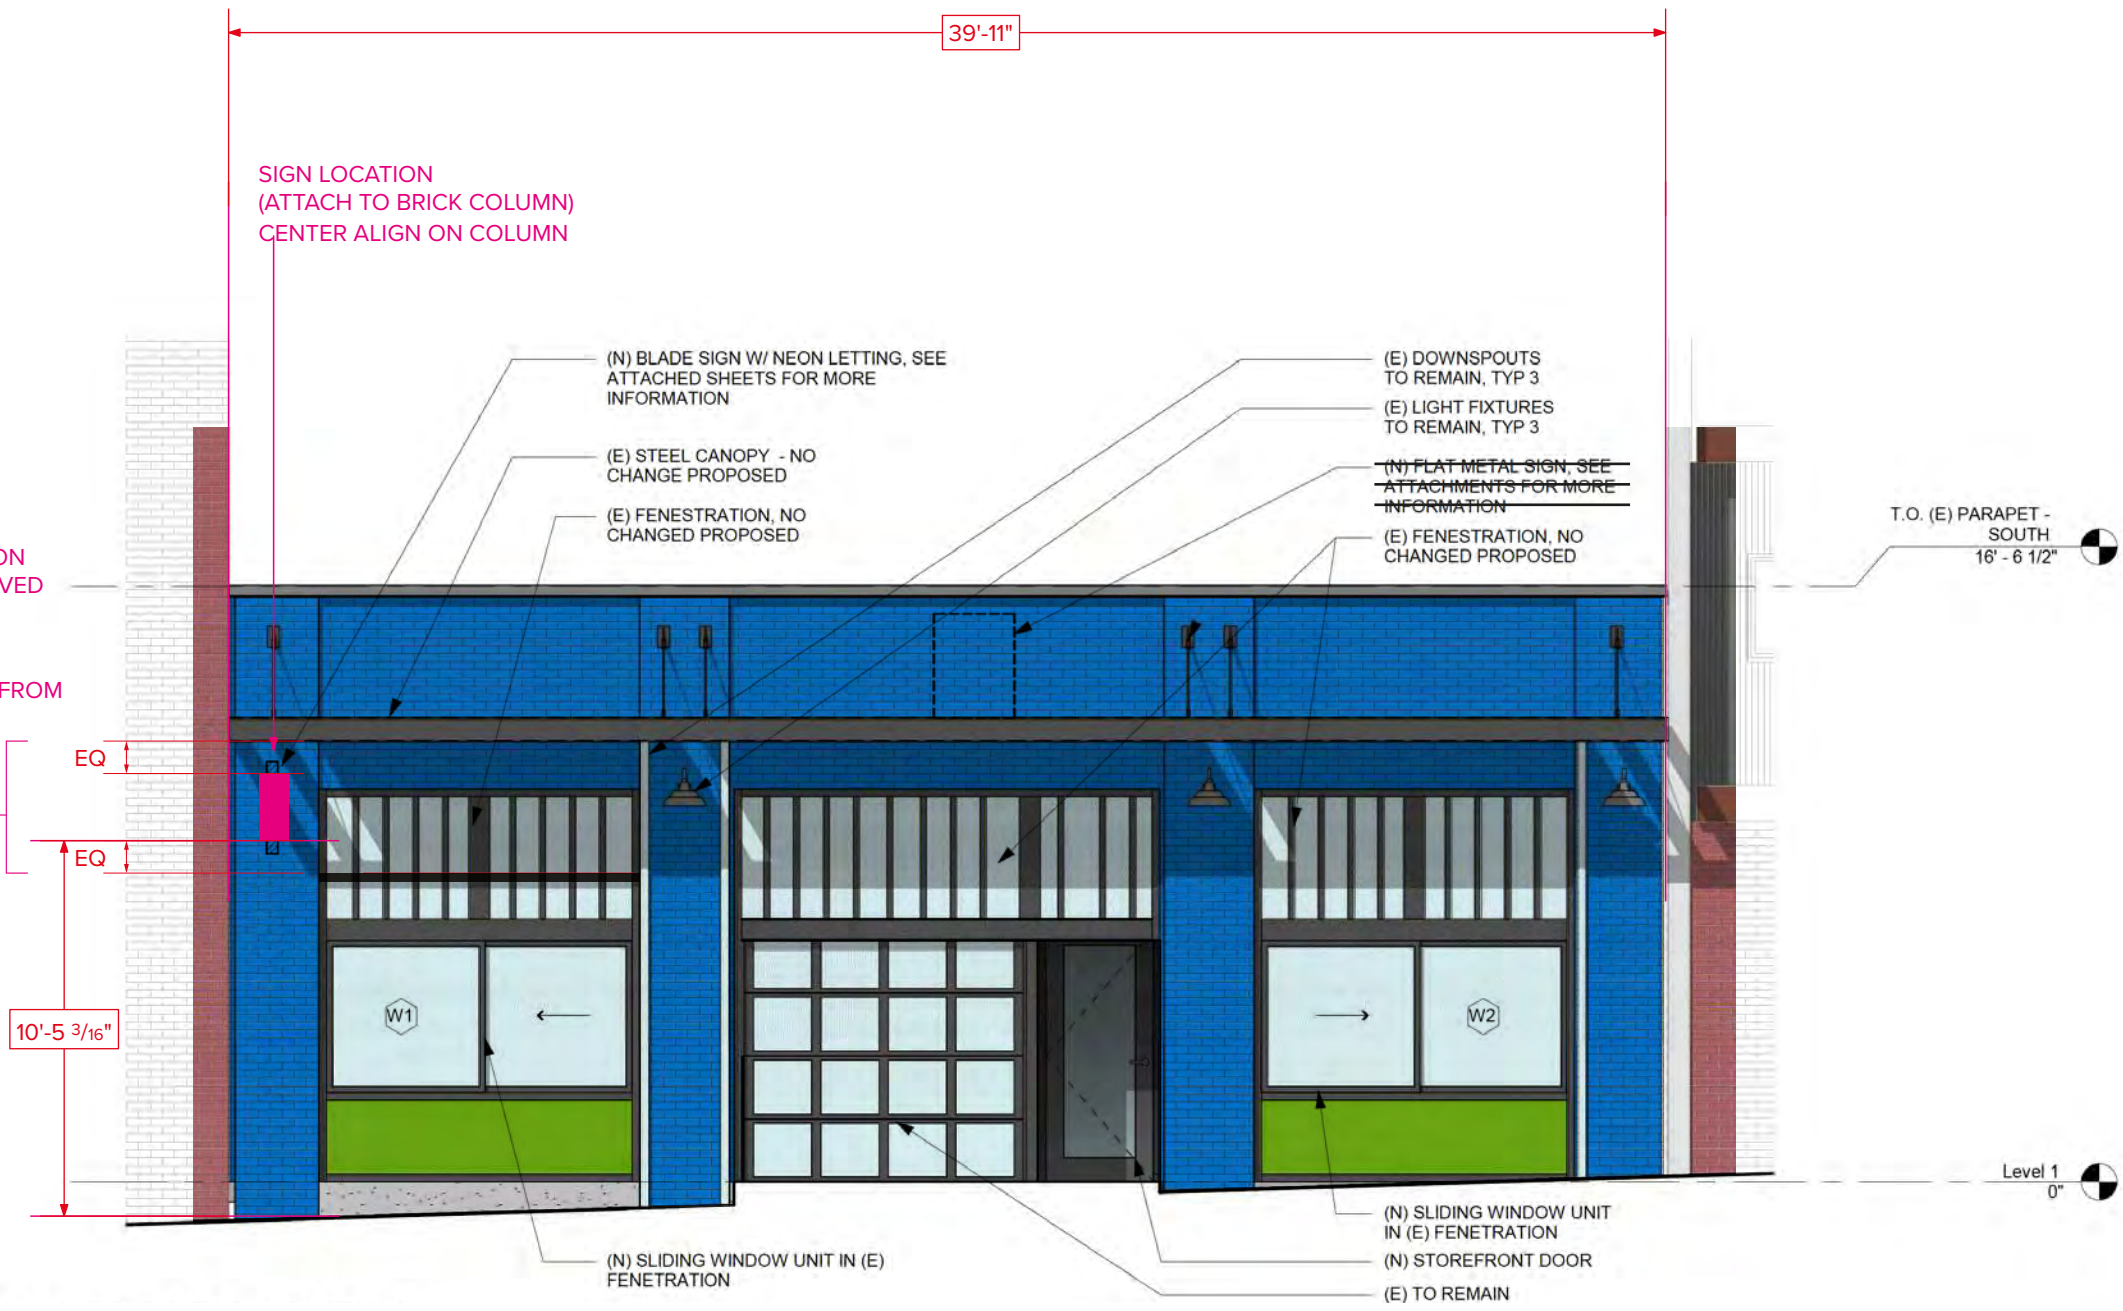 39'-11"
SIGN LOCATION
(ATTACH TO BRICK COLUMN)
CENTER ALIGN ON COLUMN
(N) BLADE SIGN W/ NEON LETTING, SEE
ATTACHED SHEETS FOR MORE
INFORMATION
(E) STEEL CANOPY - NO
CHANGE PROPOSED
(E) FENESTRATION, NO
CHANGED PROPOSED
(E) DOWNSPOUTS
TO REMAIN, TYP 3
(E) LIGHT FIXTURES
TO REMAIN, TYP 3
(N) FLAT METAL SIGN, SEE
ATTACHMENTS FOR MORE
INFORMATION
(E) FENESTRATION, NO
CHANGED PROPOSED
T.O. (E) PARAPET -
SOUTH
16' - 6 1/2"
ON
VED
FROM
EQ
EQ
10'-5 3/16"
W1
W2
Level 1
0"
(N) SLIDING WINDOW UNIT IN (E)
FENETRATION
(N) SLIDING WINDOW UNIT
IN (E) FENETRATION
(N) STOREFRONT DOOR
(E) TO REMAIN